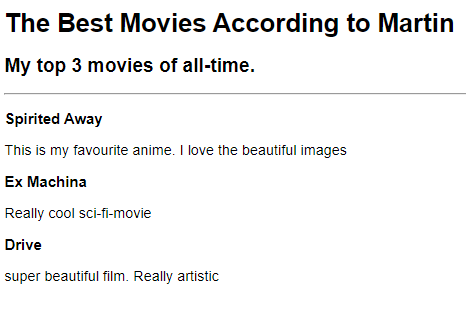 The Best Movies According to Martin
My top 3 movies of all-time.
Spirited Away
This is my favourite anime. I love the beautiful images
Ex Machina
Really cool sci-fi-movie
Drive
super beautiful film. Really artistic